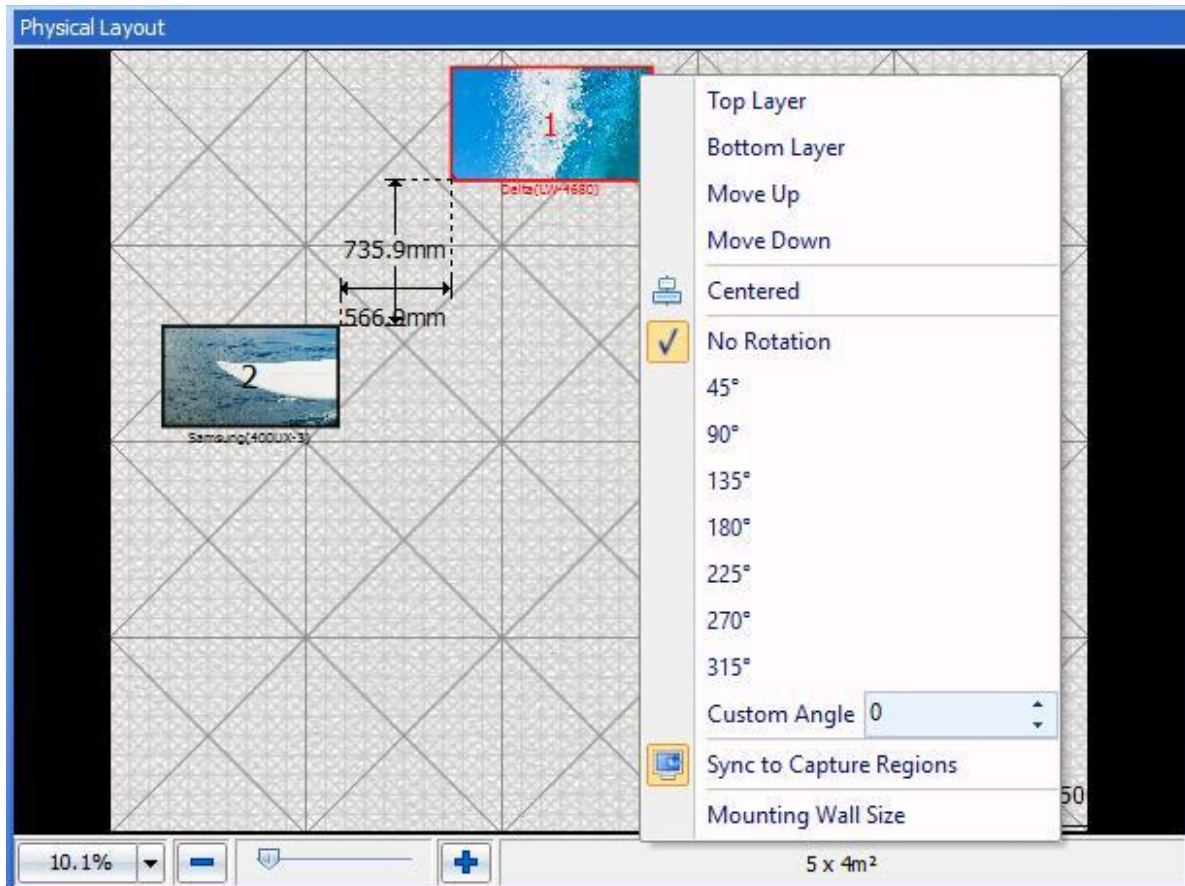 Physical Layout
1
Delta(LW-4680)
735.9mm
566.9mm
2
Samsung(400UX-3)
Top Layer
Bottom Layer
Move Up
Move Down
Centered
No Rotation
45°
90°
135°
180°
225°
270°
315°
Custom Angle 0
Sync to Capture Regions
Mounting Wall Size
50
10.1%
5 x 4m²